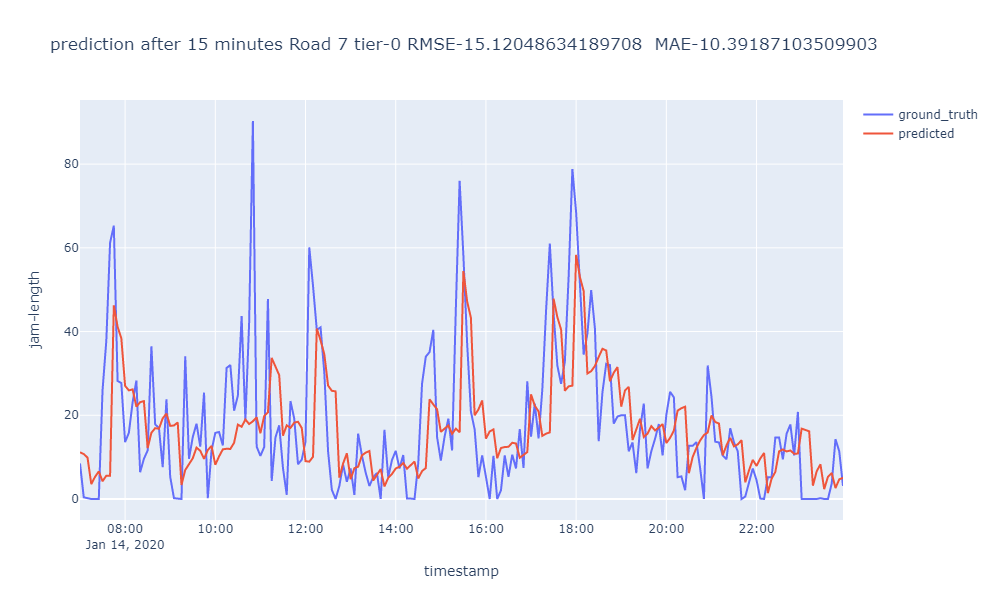 prediction after 15 minutes Road 7 tier-0 RMSE-15.12048634189708  MAE-10.39187103509903
ground_truth
predicted
80
60
40
20
0
jam-length
08:00 10:00 12:00 14:00 16:00 18:00 20:00 22:00
Jan 14, 2020
timestamp